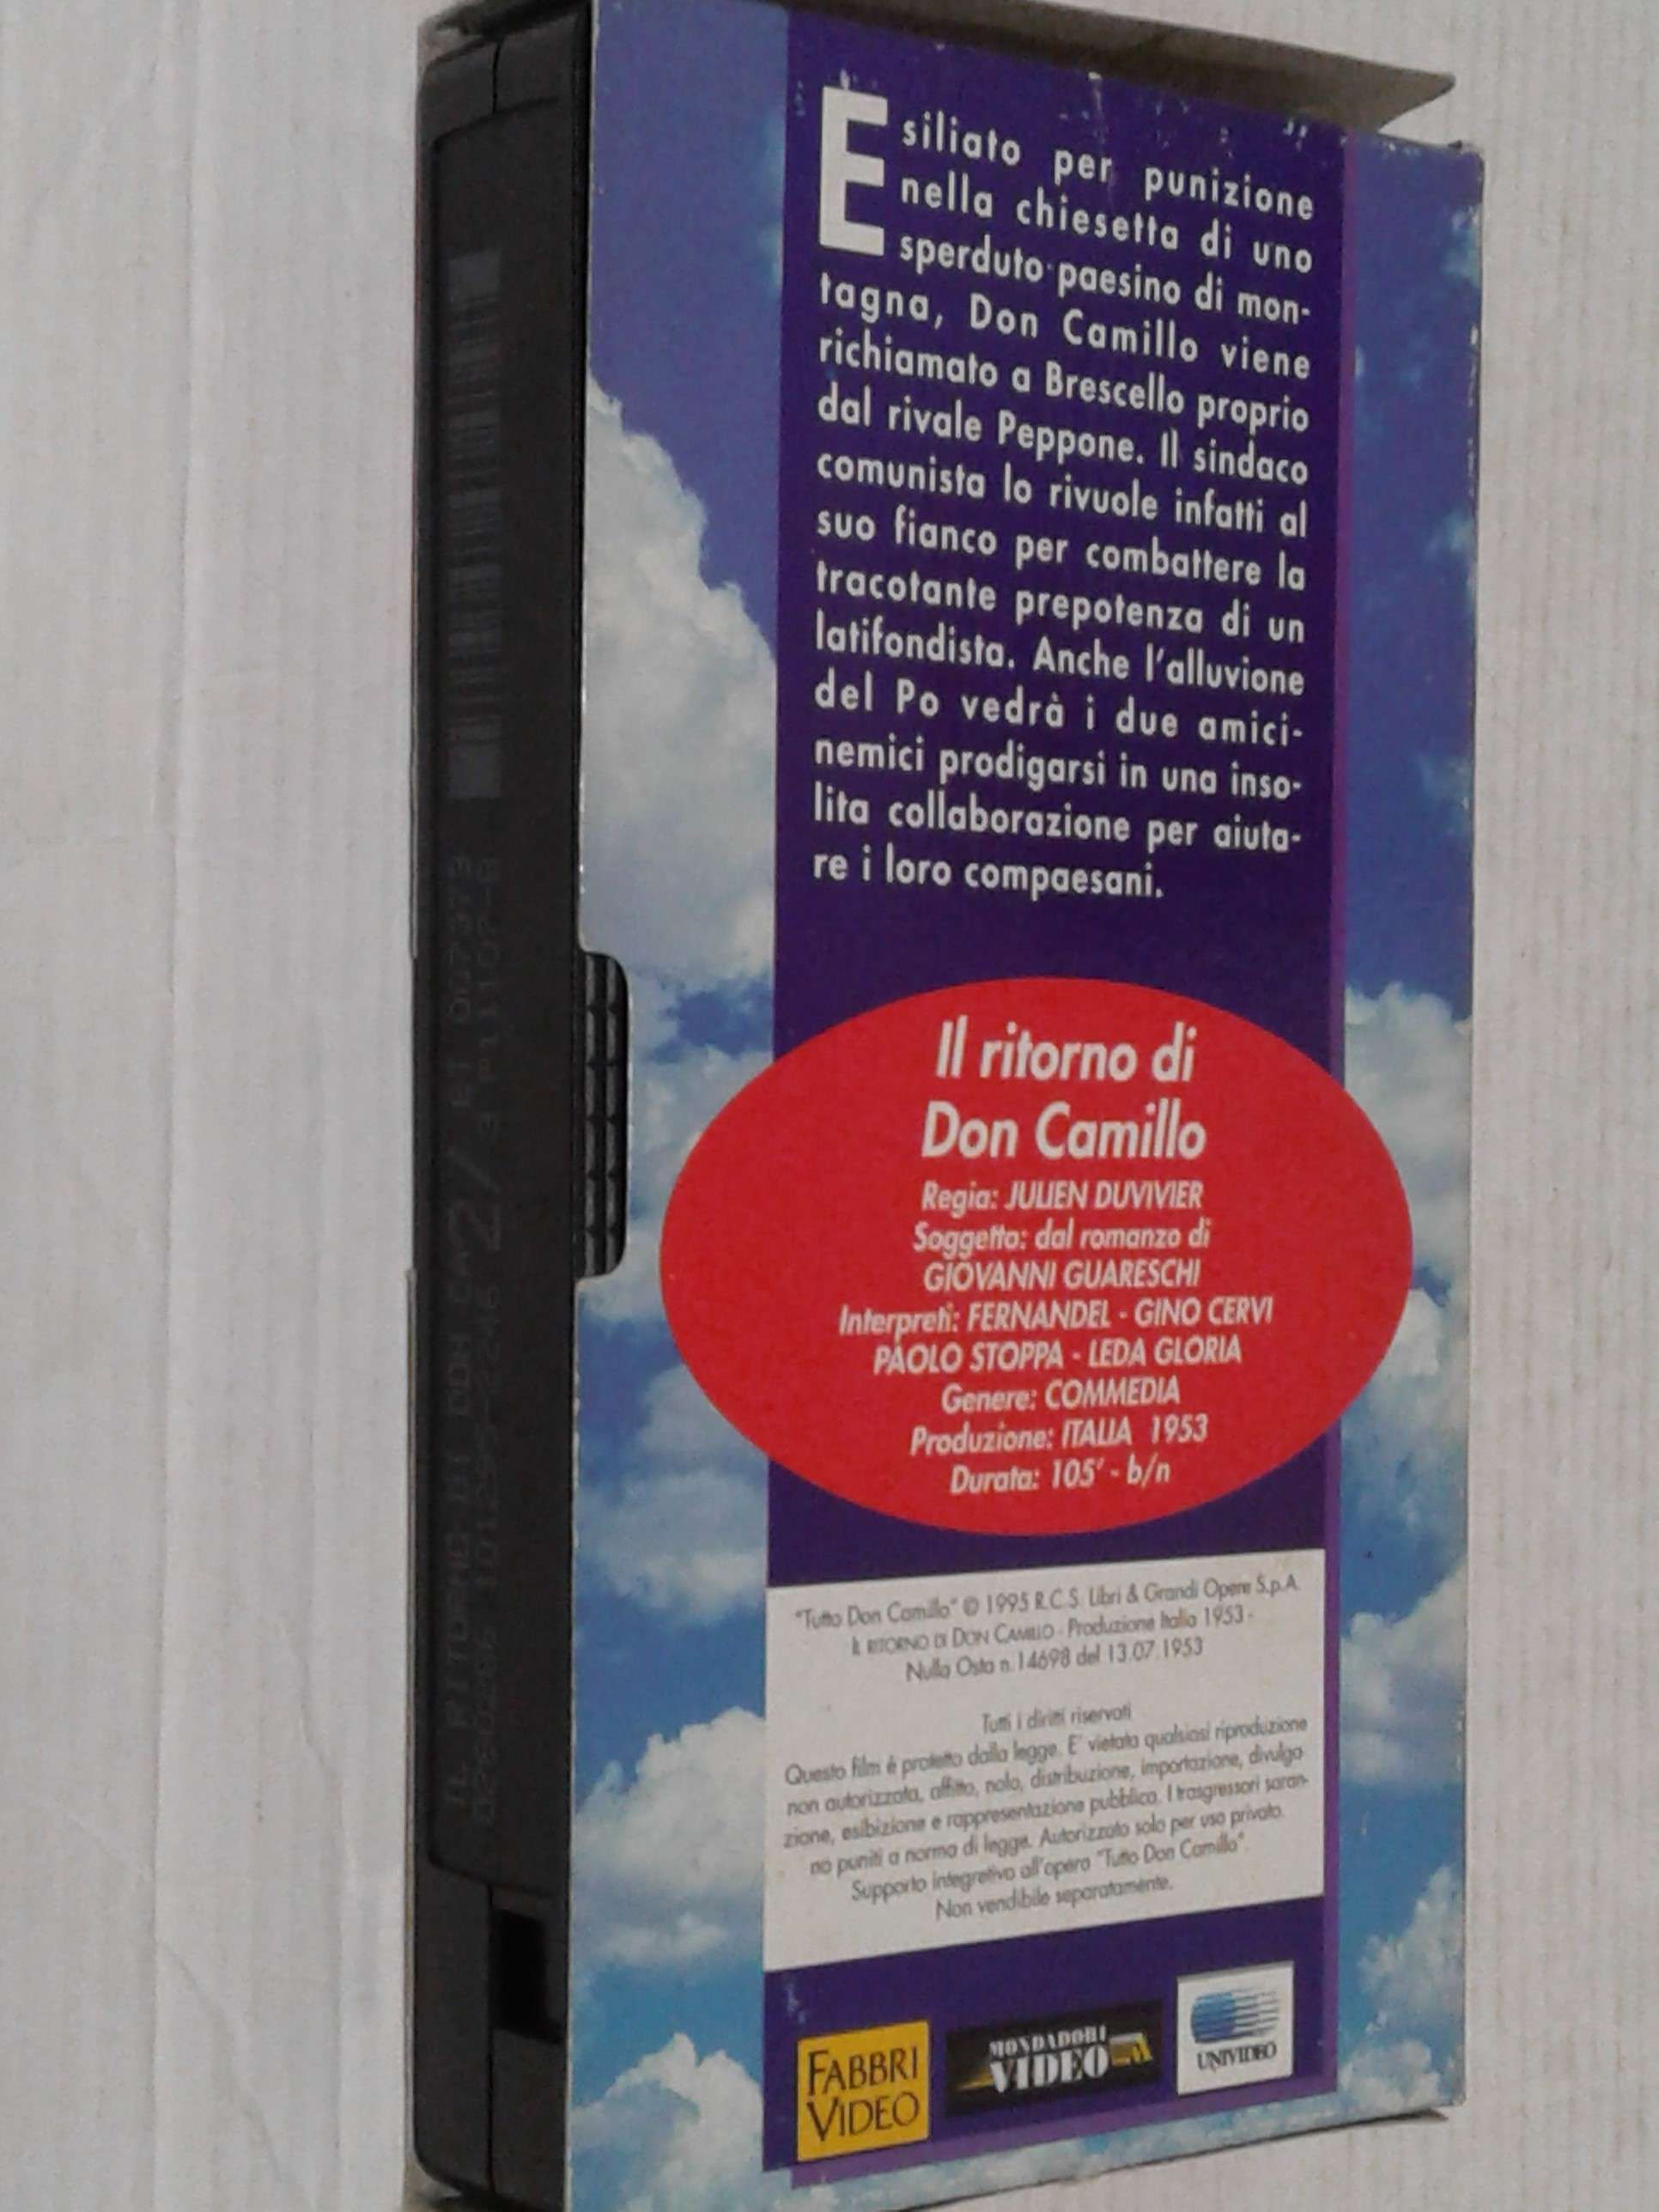 Esiliato per punizione
nella chiesetta di uno
sperduto paesino di mon-
tagna, Don Camillo viene
richiamato a Brescello proprio
dal rivale Peppone. Il sindaco
comunista lo rivuole infatti al
suo fianco per combattere la
tracotante prepotenza di un
latifondista. Anche l'alluvione
del Po vedrà i due amici-
nemici prodigarsi in una inso-
lita collaborazione per aiuta-
re i loro compaesani.
Il ritorno di
Don Camillo
Regia: JULIEN DUVIVIER
Soggetto: dal romanzo di
GIOVANNI GUARESCHI
Interpreti: FERNANDEL - GINO CERVI
PAOLO STOPPA - LEDA GLORIA
Genere: COMMEDIA
Produzione: ITALIA 1953
Durata: 105' - b/n
"Tutto Don Camillo" © 1995 R.C.S. Libri & Grandi Opere S.p.A.
IL RITORNO DI DON CAMILLO - Produzione Italia 1953 -
Nulla Osta n. 14698 del 13.07.1953
Tutti i diritti riservati
Questo film è protetto dalla legge. E' vietata qualsiasi riproduzione
non autorizzata, affitto, nolo, distribuzione, importazione, divulga-
zione, esibizione e rappresentazione pubblica. I trasgressori saran-
no puniti a norma di legge. Autorizzato solo per uso privato.
Supporto integrativo all'opera "Tutto Don Camillo".
Non vendibile separatamente.
FABBRI
VIDEO
MONDADORI
VIDEO
UNIVIDEO
IL RITORNO DI DON CA